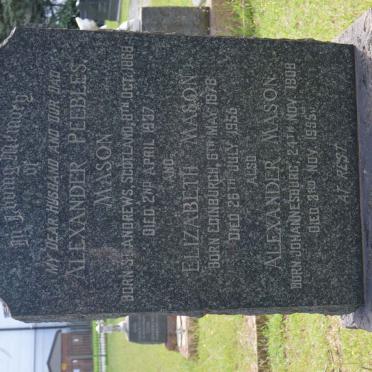 In Loving Memory
of
MY DEAR HUSBAND AND OUR DAD
ALEXANDER PEEBLES
MASON
BORN ST. ANDREWS, SCOTLAND, 8TH OCT. 1868
DIED 2ND APRIL 1937
AND
ELIZABETH MASON
BORN EDINBURGH, 6TH MAY 1878
DIED 26TH JULY 1956
ALSO
ALEXANDER MASON
BORN JOHANNESBURG, 24TH NOV. 1908
DIED 3RD NOV. 1955
AT REST